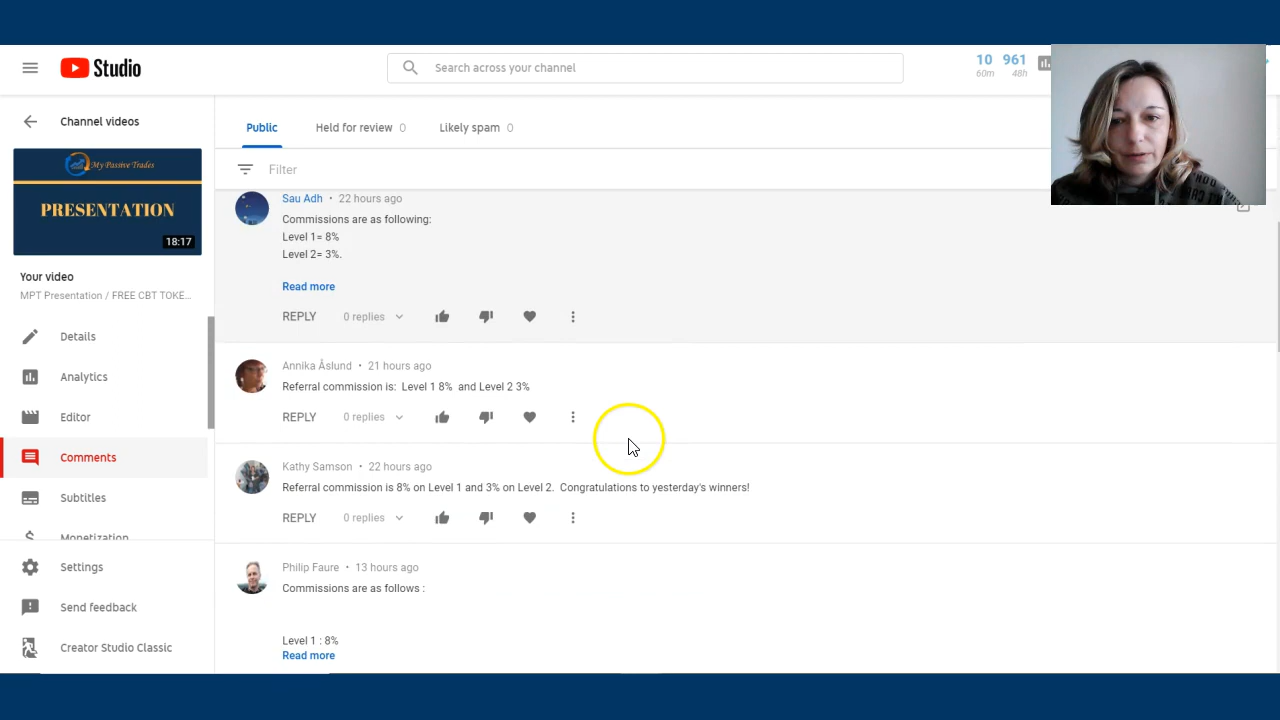 Studio
Search across your channel
10 961
60m 48h
Channel videos
Public
Held for review 0
Likely spam 0
My Passive Trades
PRESENTATION
18:17
Filter
Your video
MPT Presentation / FREE CBT TOKE...
Details
Analytics
Editor
Comments
Subtitles
Monetization
Settings
Send feedback
Creator Studio Classic
Sau Adh • 22 hours ago
Commissions are as following:
Level 1= 8%
Level 2= 3%.
Read more
REPLY 0 replies
Annika Åslund • 21 hours ago
Referral commission is: Level 1 8% and Level 2 3%
REPLY 0 replies
Kathy Samson • 22 hours ago
Referral commission is 8% on Level 1 and 3% on Level 2. Congratulations to yesterday's winners!
REPLY 0 replies
Philip Faure • 13 hours ago
Commissions are as follows :
Level 1 : 8%
Read more